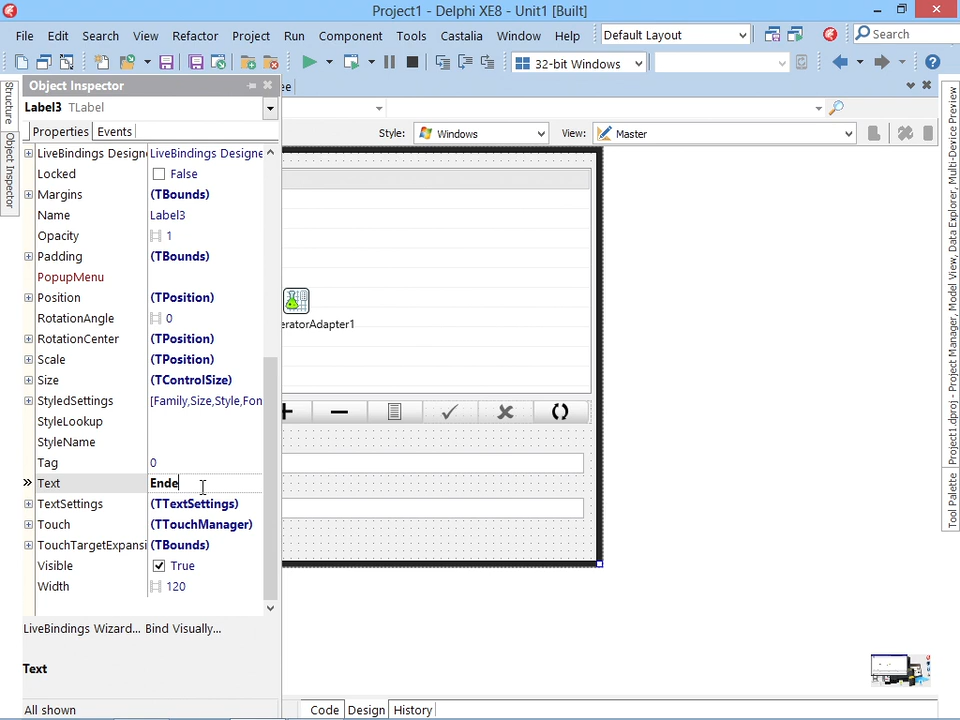 Project1 - Delphi XE8 - Unit1 [Built]
File Edit Search View Refactor Project Run Component Tools Castalia Window Help Default Layout Search
32-bit Windows
Object Inspector
Label3 TLabel
Properties Events
Style: Windows View: Master
LiveBindings Design LiveBindings Designe
Locked False
Margins (TBounds)
Name Label3
Opacity 1
Padding (TBounds)
PopupMenu
Position (TPosition)
RotationAngle 0
RotationCenter (TPosition)
Scale (TPosition)
Size (TControlSize)
StyledSettings [Family,Size,Style,Fon
StyleLookup
StyleName
Tag 0
Text Ende
TextSettings (TTextSettings)
Touch (TTouchManager)
TouchTargetExpansi (TBounds)
Visible True
Width 120
LiveBindings Wizard... Bind Visually...
Text
All shown
eratorAdapter1
Code Design History
Structure
Object Inspector
Project1.dproj - Project Manager, Model View, Data Explorer, Multi-Device Preview
Tool Palette